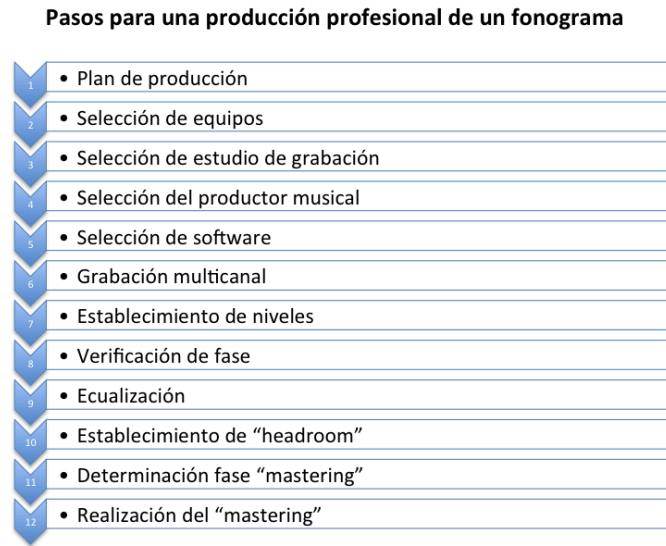 Pasos para una producción profesional de un fonograma
1 • Plan de producción
2 • Selección de equipos
3 • Selección de estudio de grabación
4 • Selección del productor musical
5 • Selección de software
6 • Grabación multicanal
7 • Establecimiento de niveles
8 • Verificación de fase
9 • Ecualización
10 • Establecimiento de “headroom”
11 • Determinación fase “mastering”
12 • Realización del “mastering”